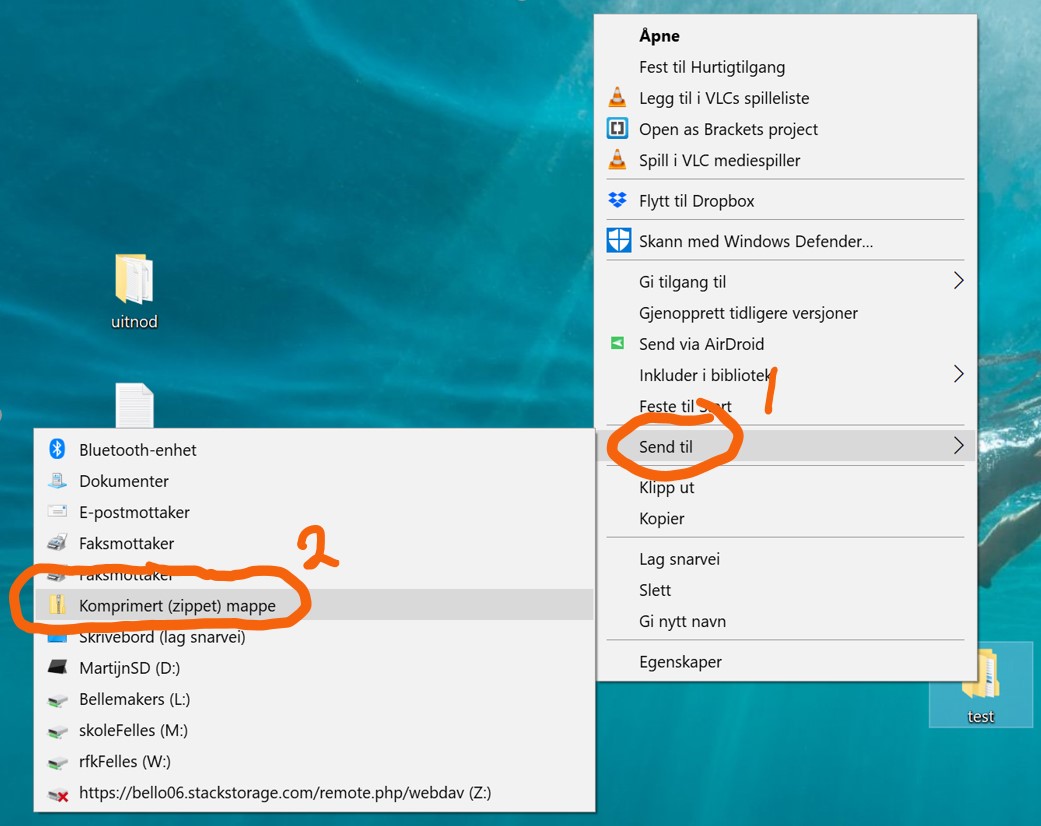 Åpne
Fest til Hurtigtilgang
Legg til i VLCs spilleliste
Open as Brackets project
Spill i VLC mediespiller
Flytt til Dropbox
Skann med Windows Defender...
Gi tilgang til
Gjenopprett tidligere versjoner
Send via AirDroid
Inkluder i bibliotek
1
Feste til Start
Send til
Klipp ut
Kopier
Lag snarvei
Slett
Gi nytt navn
Egenskaper
uitnod
Bluetooth-enhet
Dokumenter
E-postmottaker
Faksmottaker
2
Faksmottaker
Komprimert (zippet) mappe
Skrivebord (lag snarvei)
MartijnSD (D:)
Bellemakers (L:)
skoleFelles (M:)
rfkFelles (W:)
https://bello06.stackstorage.com/remote.php/webdav (Z:)
test